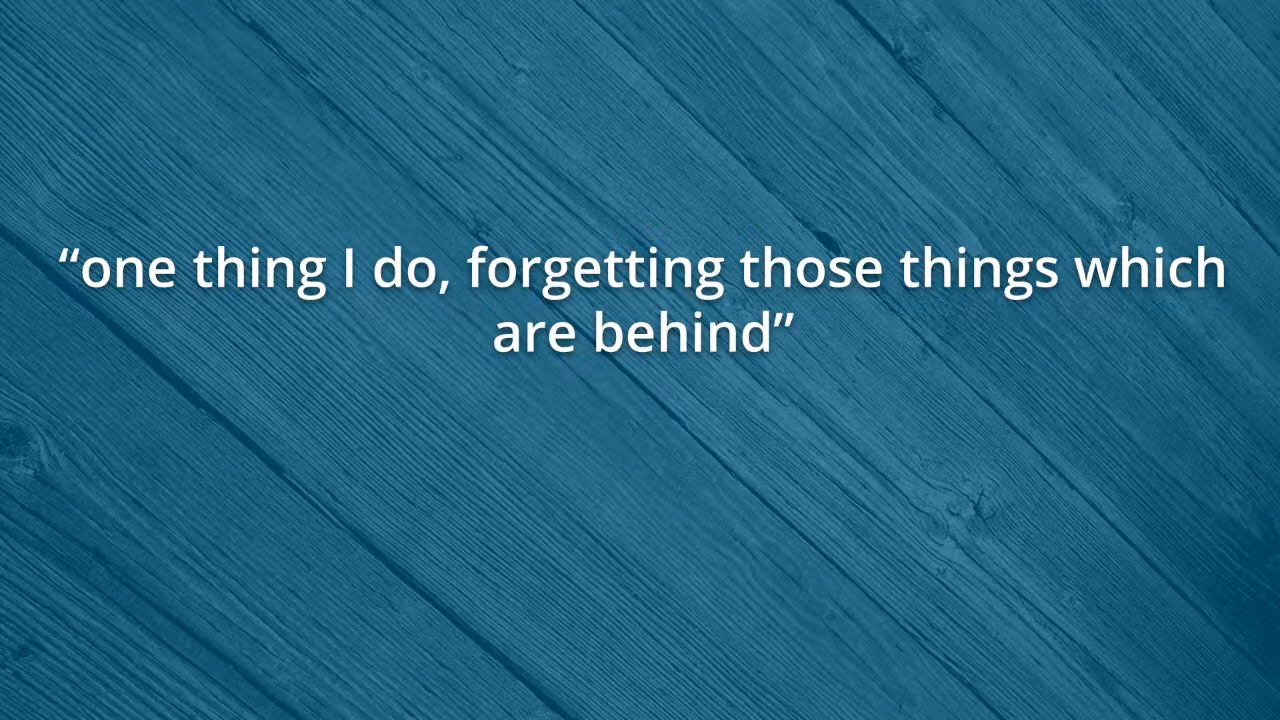 “one thing I do, forgetting those things which
are behind”